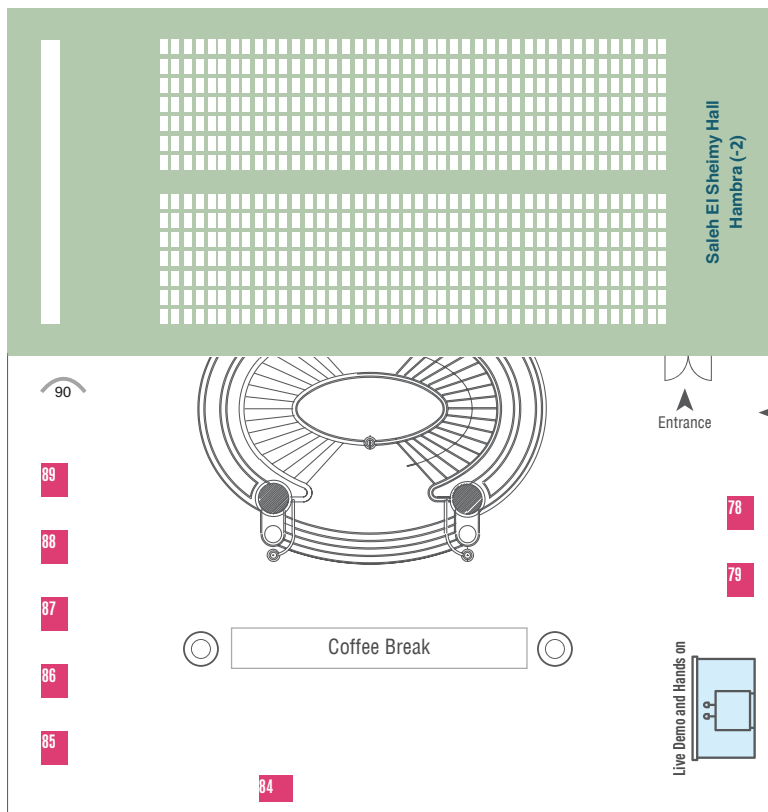 Saleh El Sheimy Hall
Hambra (-2)
90
Entrance
89
78
88
79
87
Coffee Break
86
Live Demo and Hands on
85
84